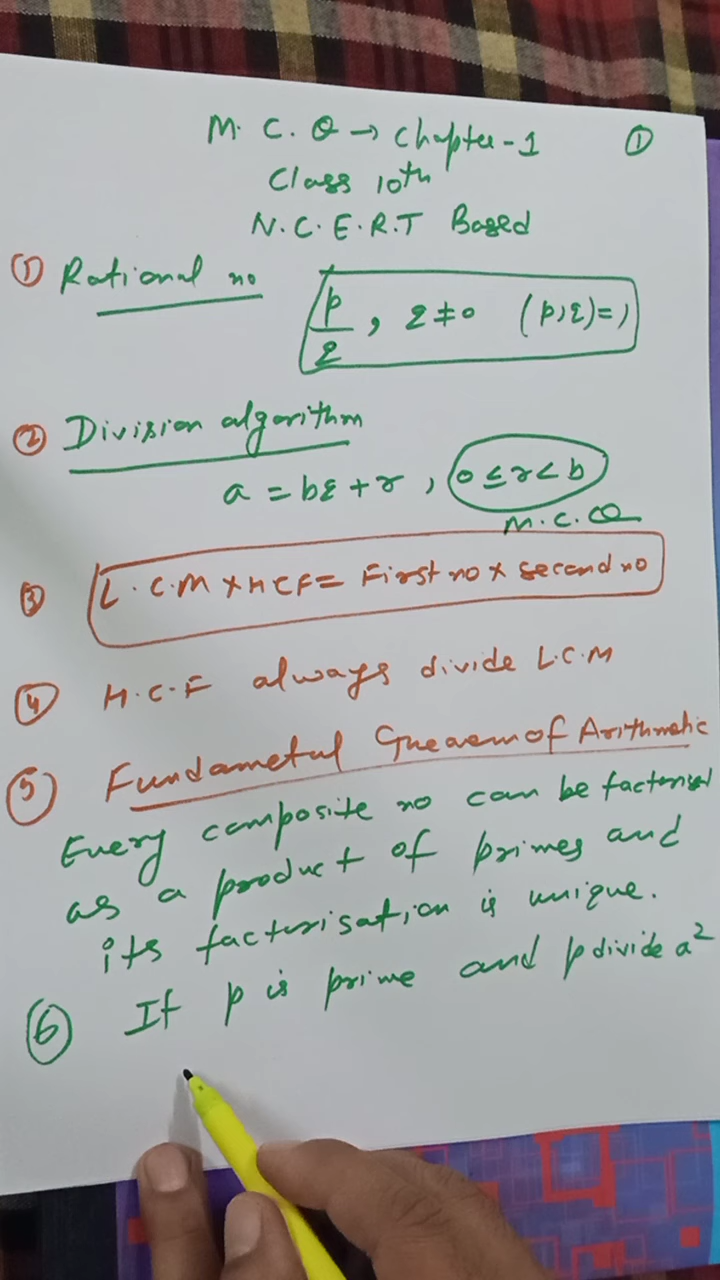 M. C. Q → Chapter-1 ①
Class 10th
N.C.E.R.T Based
① Rational no p/q, q≠0 (p,q)=1
② Division algorithm
a = bq + r, 0≤r<b
M.C.Q
③ L.C.M × HCF = First no × second no
④ H.C.F always divide L.C.M
⑤ Fundametal Theorem of Arithmetic
Every composite no can be factorised
as a product of primes and
its factorisation is unique.
⑥ If p is prime and p divide a²